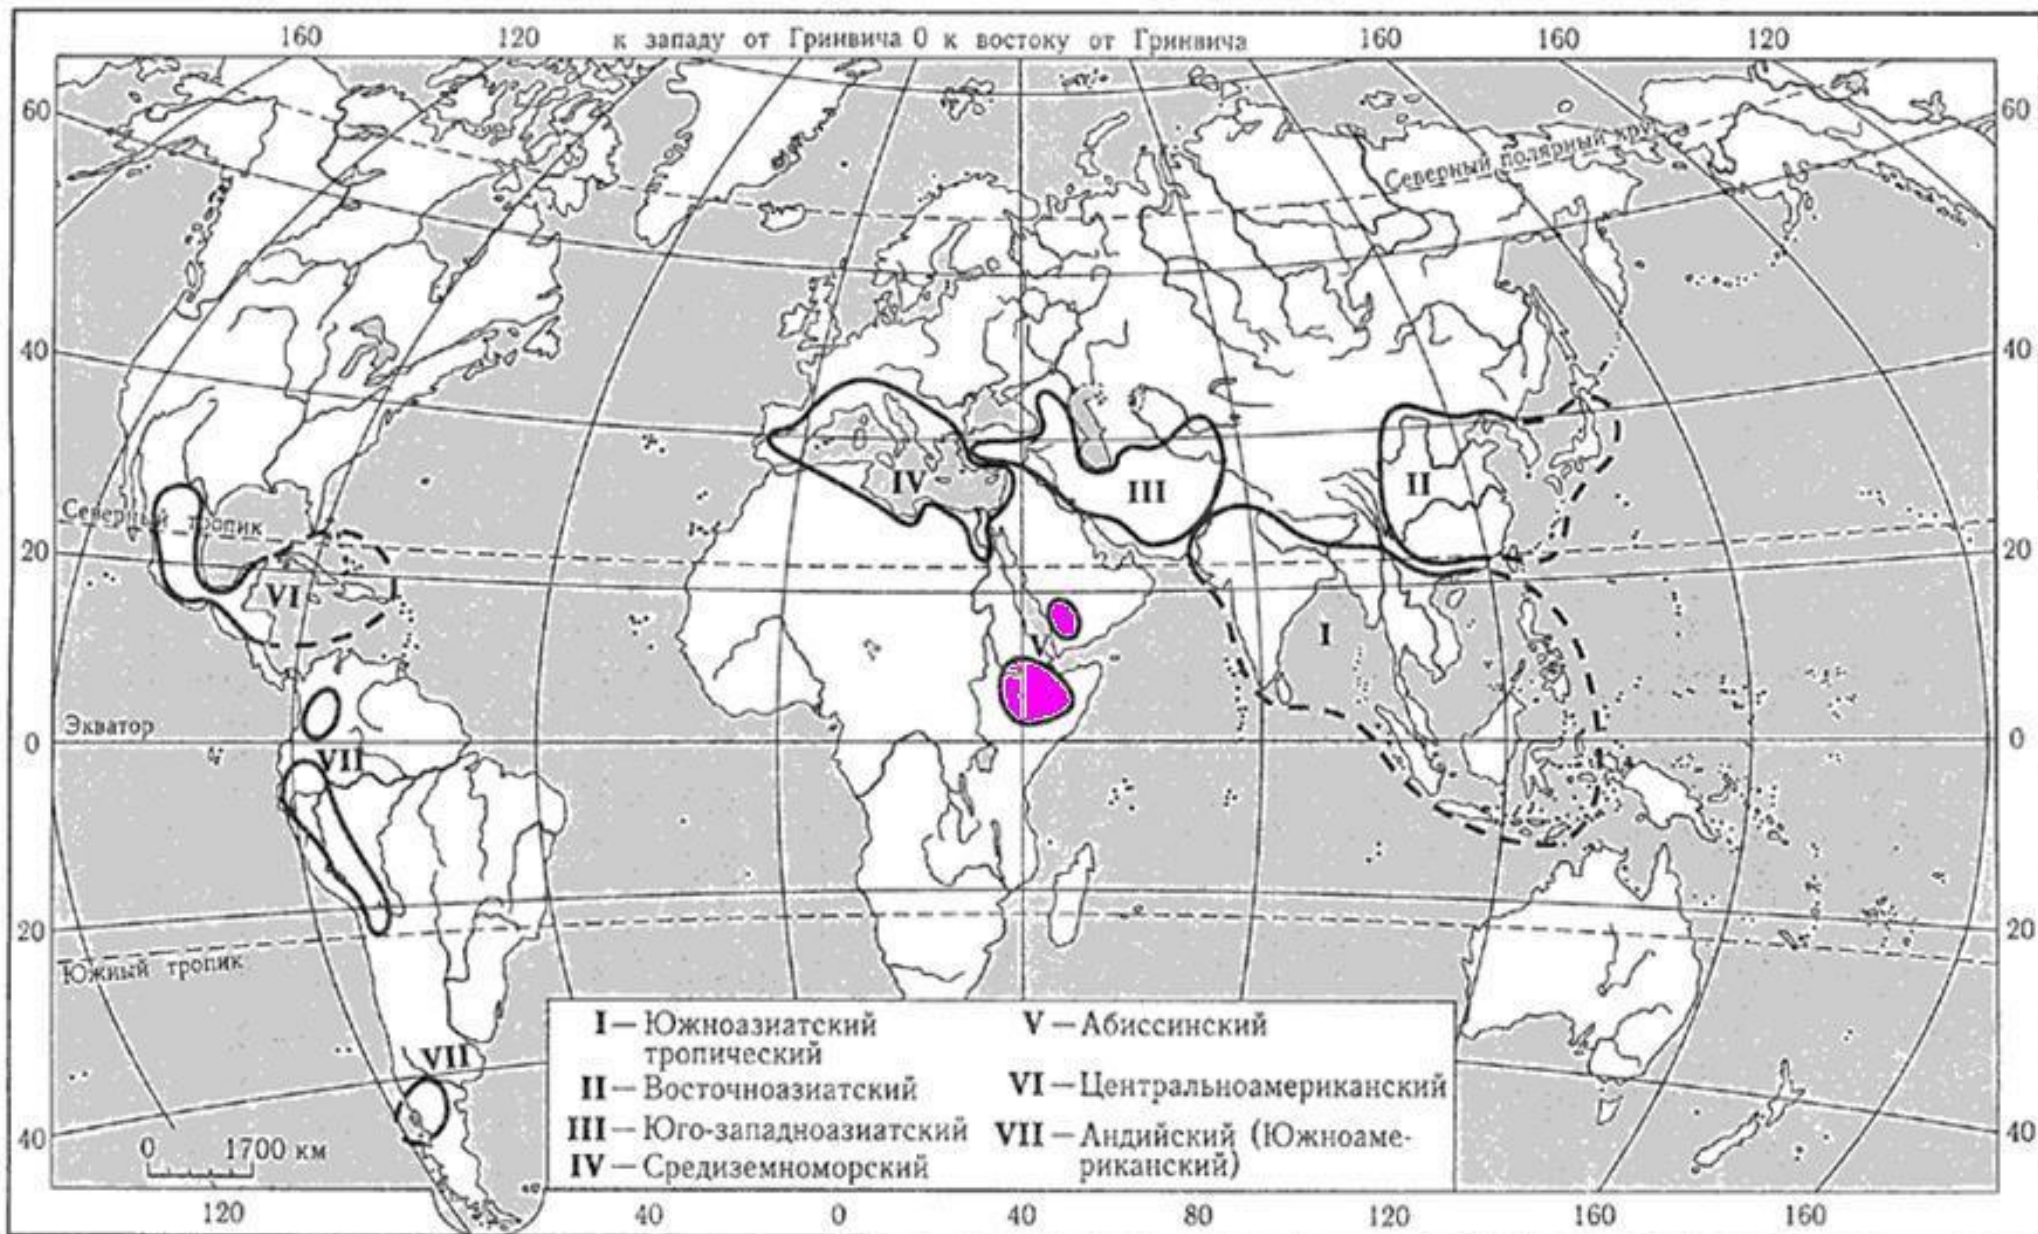 160 120 к западу от Гринвича 0 к востоку от Гринвича 160 160 120
60 60
Северный полярный круг
40 40
IV III II
Северный тропик
20 20
VI V I
Экватор
0 0
VII
20 20
Южный тропик
VII
I — Южноазиатский
тропический
II — Восточноазиатский
III — Юго-западноазиатский
IV — Средиземноморский
V — Абиссинский
VI — Центральноамериканский
VII — Андийский (Южноаме-
риканский)
40 40
0 1700 км
120 40 0 40 80 120 160 160